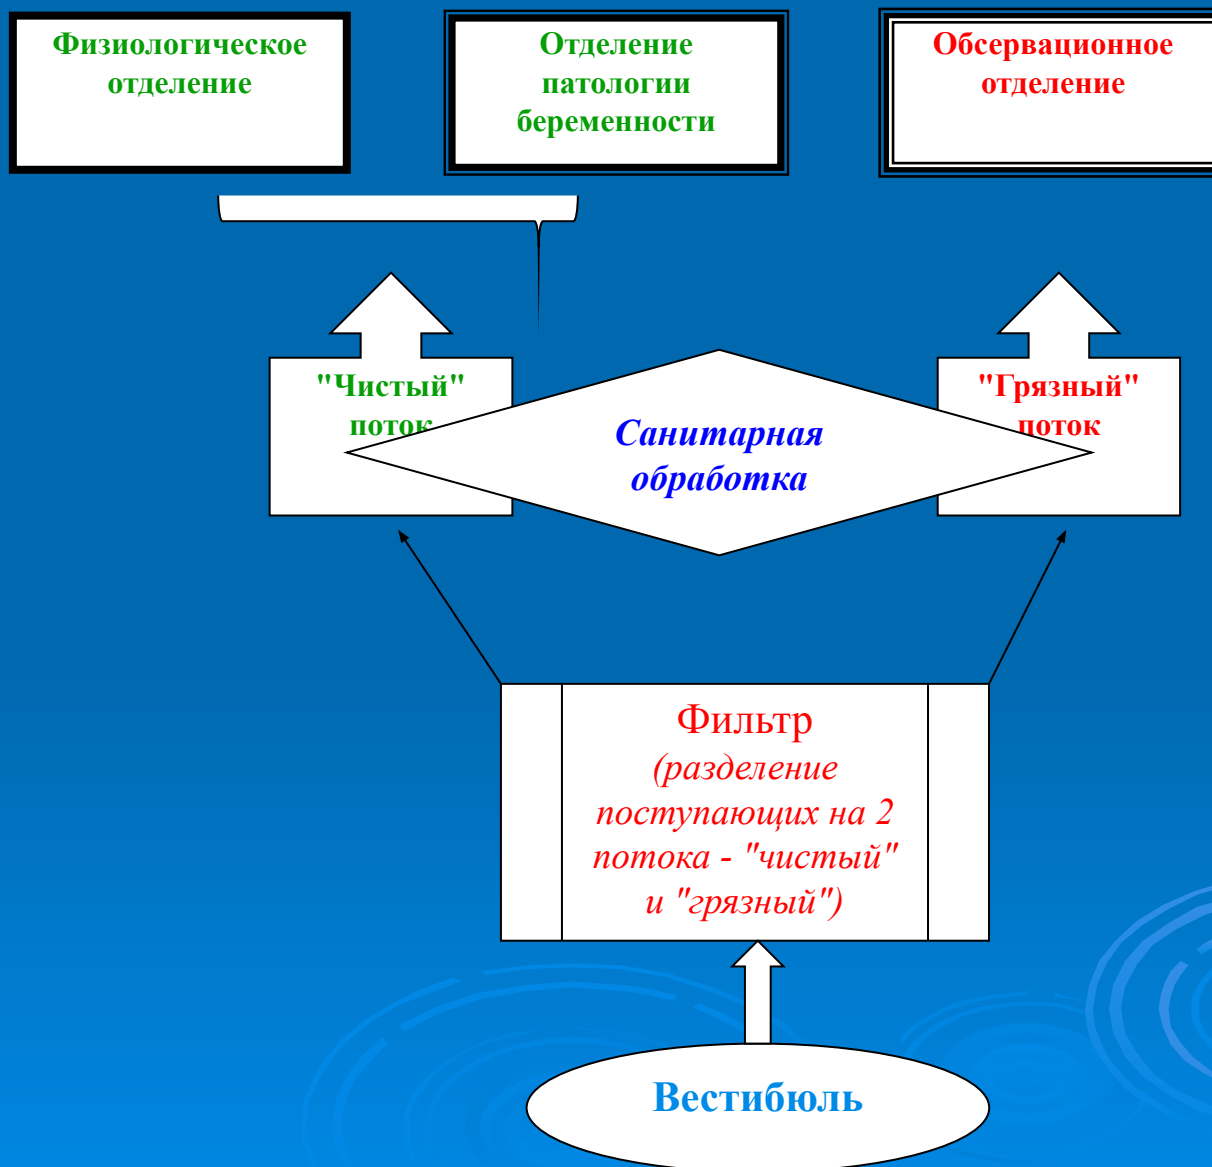 Физиологическое
отделение
Отделение
патологии
беременности
Обсервационное
отделение
"Чистый"
поток
Санитарная
обработка
"Грязный"
поток
Фильтр
(разделение
поступающих на 2
потока - "чистый"
и "грязный")
Вестибюль